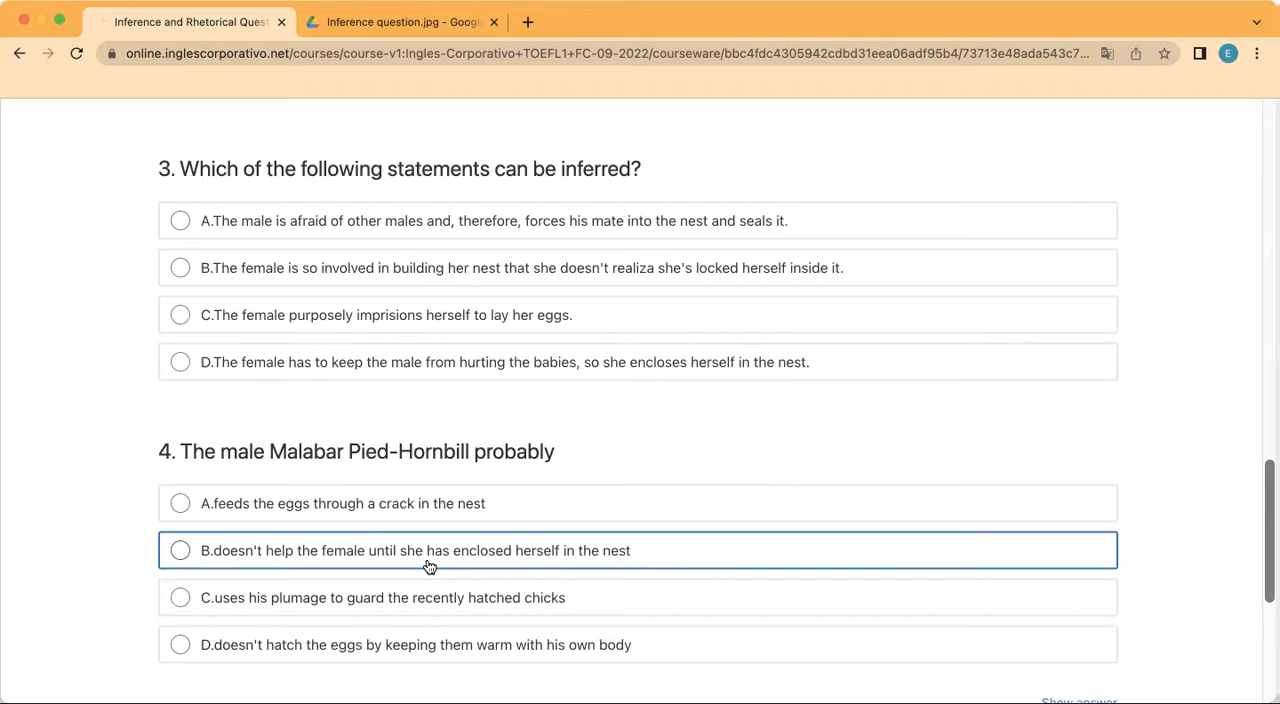 Inference and Rhetorical Quest
Inference question.jpg - Googl
online.inglescorporativo.net/courses/course-v1:Ingles-Corporativo+TOEFL1+FC-09-2022/courseware/bbc4fdc4305942cdbd31eea06adf95b4/73713e48ada543c7...
E
3. Which of the following statements can be inferred?
A.The male is afraid of other males and, therefore, forces his mate into the nest and seals it.
B.The female is so involved in building her nest that she doesn't realiza she's locked herself inside it.
C.The female purposely imprisions herself to lay her eggs.
D.The female has to keep the male from hurting the babies, so she encloses herself in the nest.
4. The male Malabar Pied-Hornbill probably
A.feeds the eggs through a crack in the nest
B.doesn't help the female until she has enclosed herself in the nest
C.uses his plumage to guard the recently hatched chicks
D.doesn't hatch the eggs by keeping them warm with his own body
Show answer